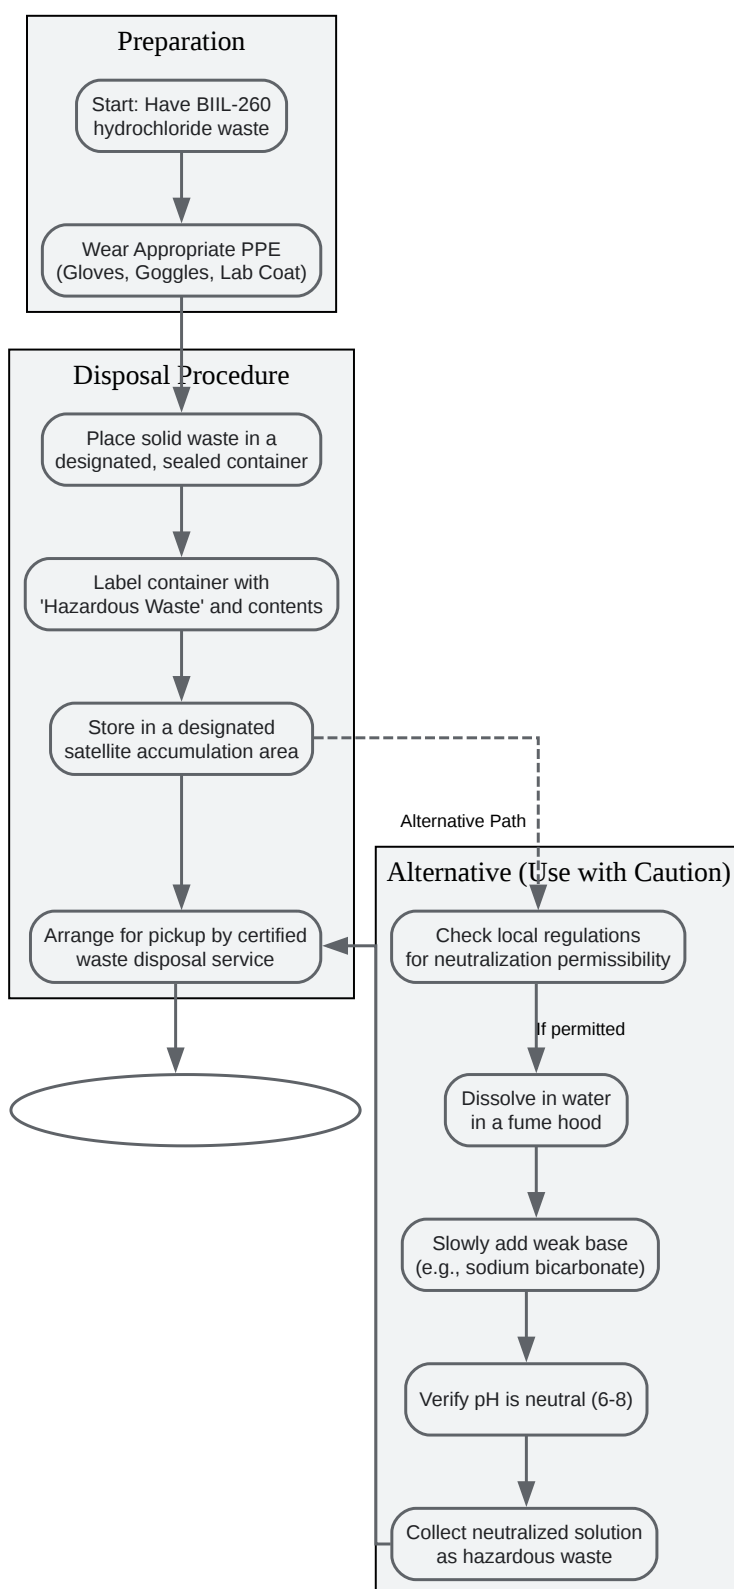 Preparation
Start: Have BIIL-260
hydrochloride waste
Wear Appropriate PPE
(Gloves, Goggles, Lab Coat)
Disposal Procedure
Place solid waste in a
designated, sealed container
Label container with
'Hazardous Waste' and contents
Store in a designated
satellite accumulation area
Alternative Path
Alternative (Use with Caution)
Arrange for pickup by certified
waste disposal service
Check local regulations
for neutralization permissibility
If permitted
Dissolve in water
in a fume hood
Slowly add weak base
(e.g., sodium bicarbonate)
Verify pH is neutral (6-8)
Collect neutralized solution
as hazardous waste